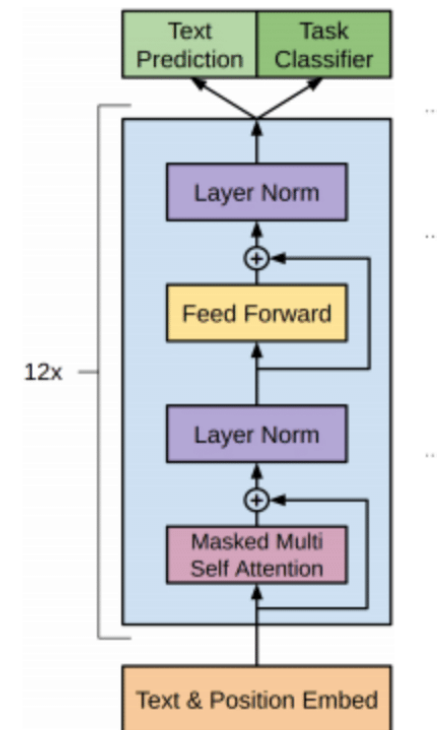 Text
Prediction
Task
Classifier
Layer Norm
Feed Forward
12x
Layer Norm
Masked Multi
Self Attention
Text & Position Embed